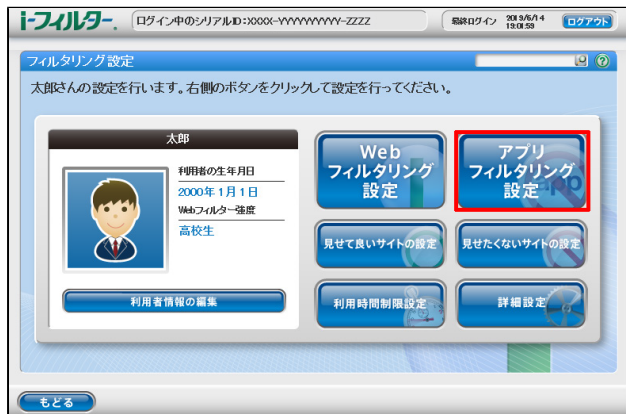 i-フィルター.
ログイン中のシリアルID:XXXX-YYYYYYYYYY-ZZZZ
最終ログイン 2019/6/14 19:01:59
ログアウト
フィルタリング設定
?
太郎さんの設定を行います。右側のボタンをクリックして設定を行ってください。
太郎
利用者の生年月日
2000年1月1日
Webフィルター強度
高校生
利用者情報の編集
Web
フィルタリング
設定
アプリ
フィルタリング
設定
見せて良いサイトの設定
見せたくないサイトの設定
利用時間制限設定
詳細設定
もどる